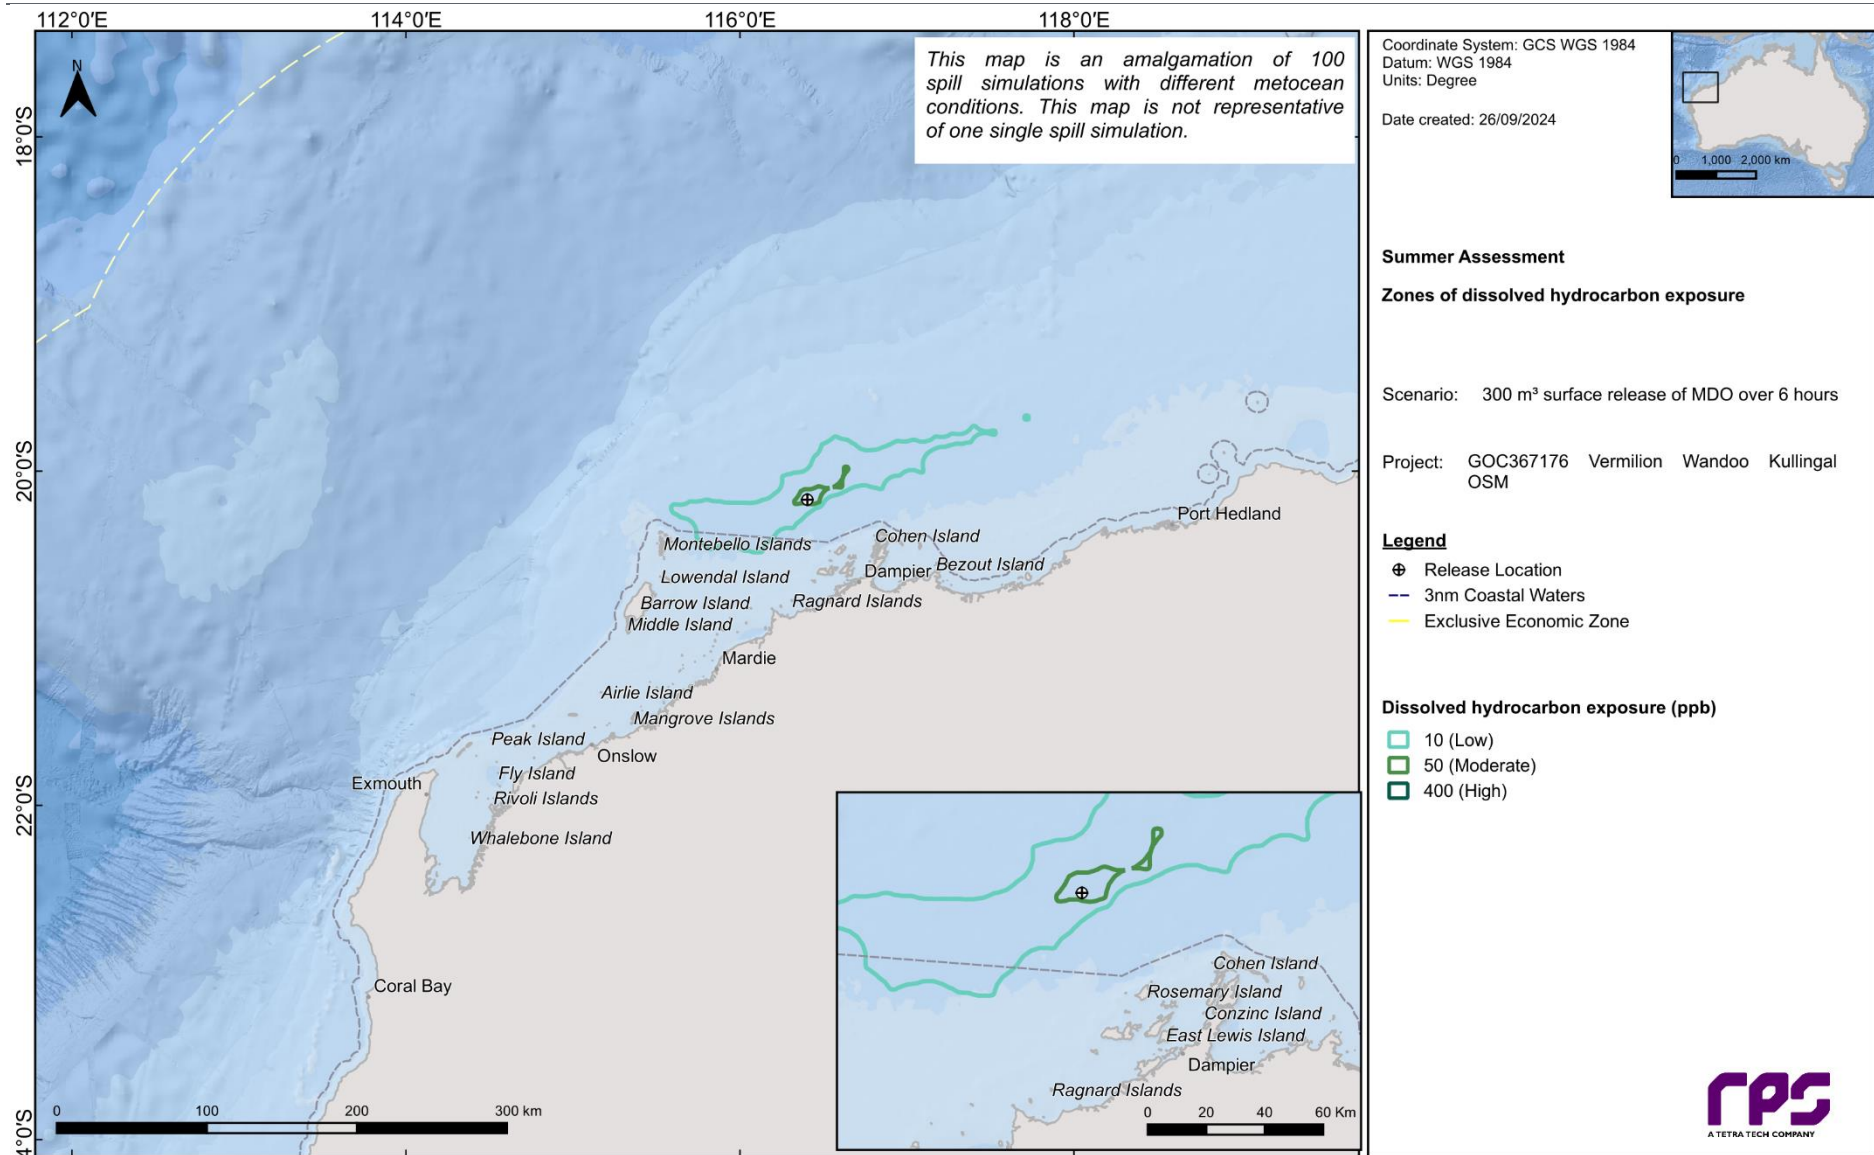 112°0′E
114°0′E
116°0′E
118°0′E
N
18°0′S
20°0′S
22°0′S
4°0′S
This map is an amalgamation of 100
spill simulations with different metocean
conditions. This map is not representative
of one single spill simulation.
Cohen Island
Port Hedland
Montebello Islands
Dampier
Bezout Island
Lowendal Island
Barrow Island
Ragnard Islands
Middle Island
Mardie
Airlie Island
Mangrove Islands
Peak Island
Onslow
Fly Island
Exmouth
Rivoli Islands
Whalebone Island
Coral Bay
0 100 200 300 km
Cohen Island
Rosemary Island
Conzinc Island
East Lewis Island
Dampier
Ragnard Islands
0 20 40 60 Km
Coordinate System: GCS WGS 1984
Datum: WGS 1984
Units: Degree
Date created: 26/09/2024
0 1,000 2,000 km
Summer Assessment
Zones of dissolved hydrocarbon exposure
Scenario: 300 m³ surface release of MDO over 6 hours
Project: GOC367176 Vermilion Wandoo Kullingal
OSM
Legend
Release Location
3nm Coastal Waters
Exclusive Economic Zone
Dissolved hydrocarbon exposure (ppb)
10 (Low)
50 (Moderate)
400 (High)
rps
A TETRA TECH COMPANY